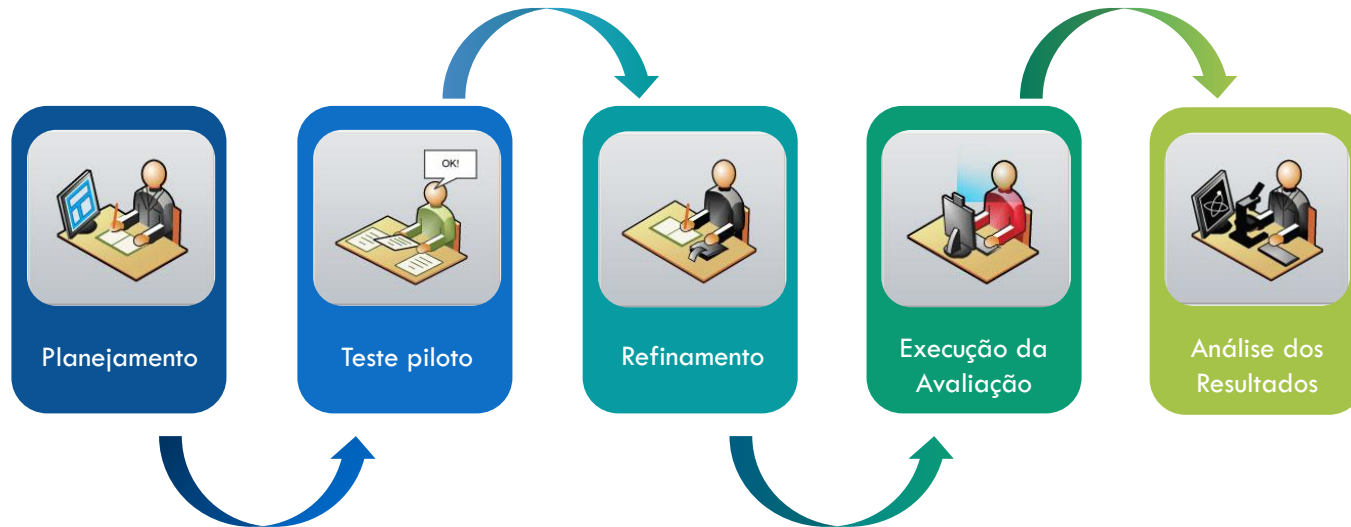 OK!
Planejamento
Teste piloto
Refinamento
Execução da
Avaliação
Análise dos
Resultados